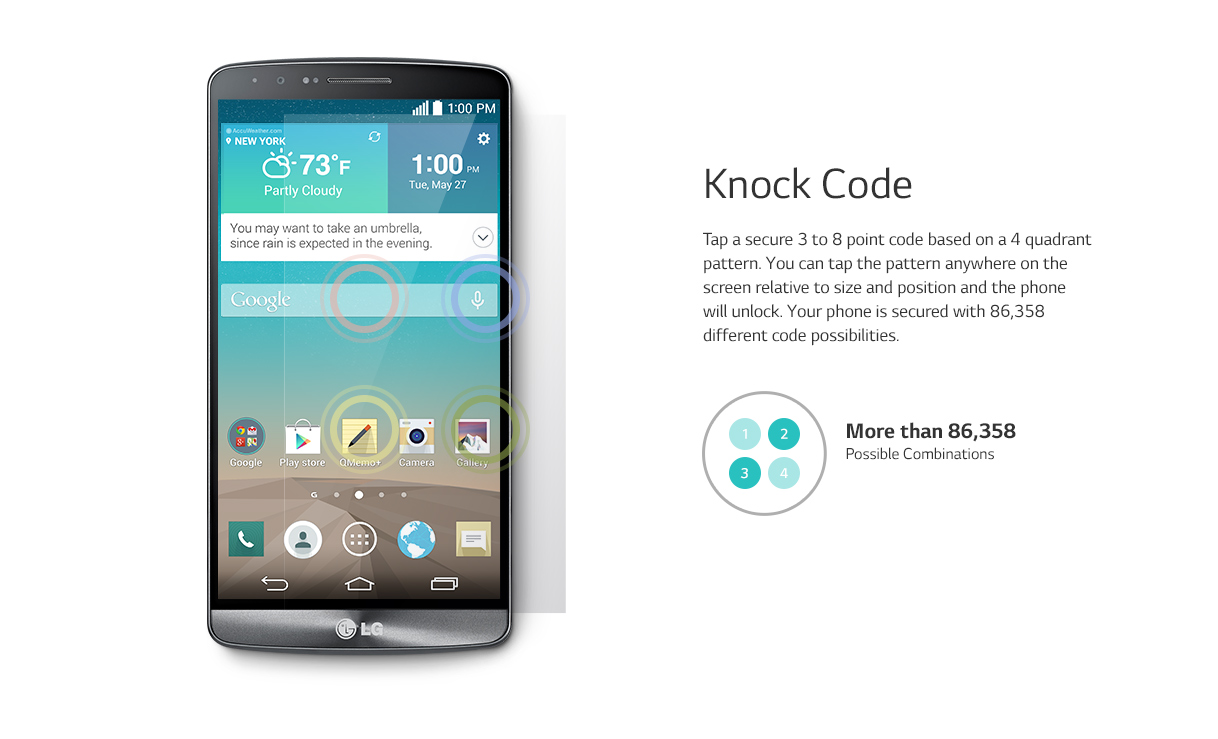 1:00 PM
AccuWeather.com
NEW YORK
73°F
Partly Cloudy
1:00 PM
Tue, May 27
You may want to take an umbrella,
since rain is expected in the evening.
Google
Google
Play store
QMemo+
Camera
Gallery
G
LG
Knock Code
Tap a secure 3 to 8 point code based on a 4 quadrant
pattern. You can tap the pattern anywhere on the
screen relative to size and position and the phone
will unlock. Your phone is secured with 86,358
different code possibilities.
1 2
3 4
More than 86,358
Possible Combinations